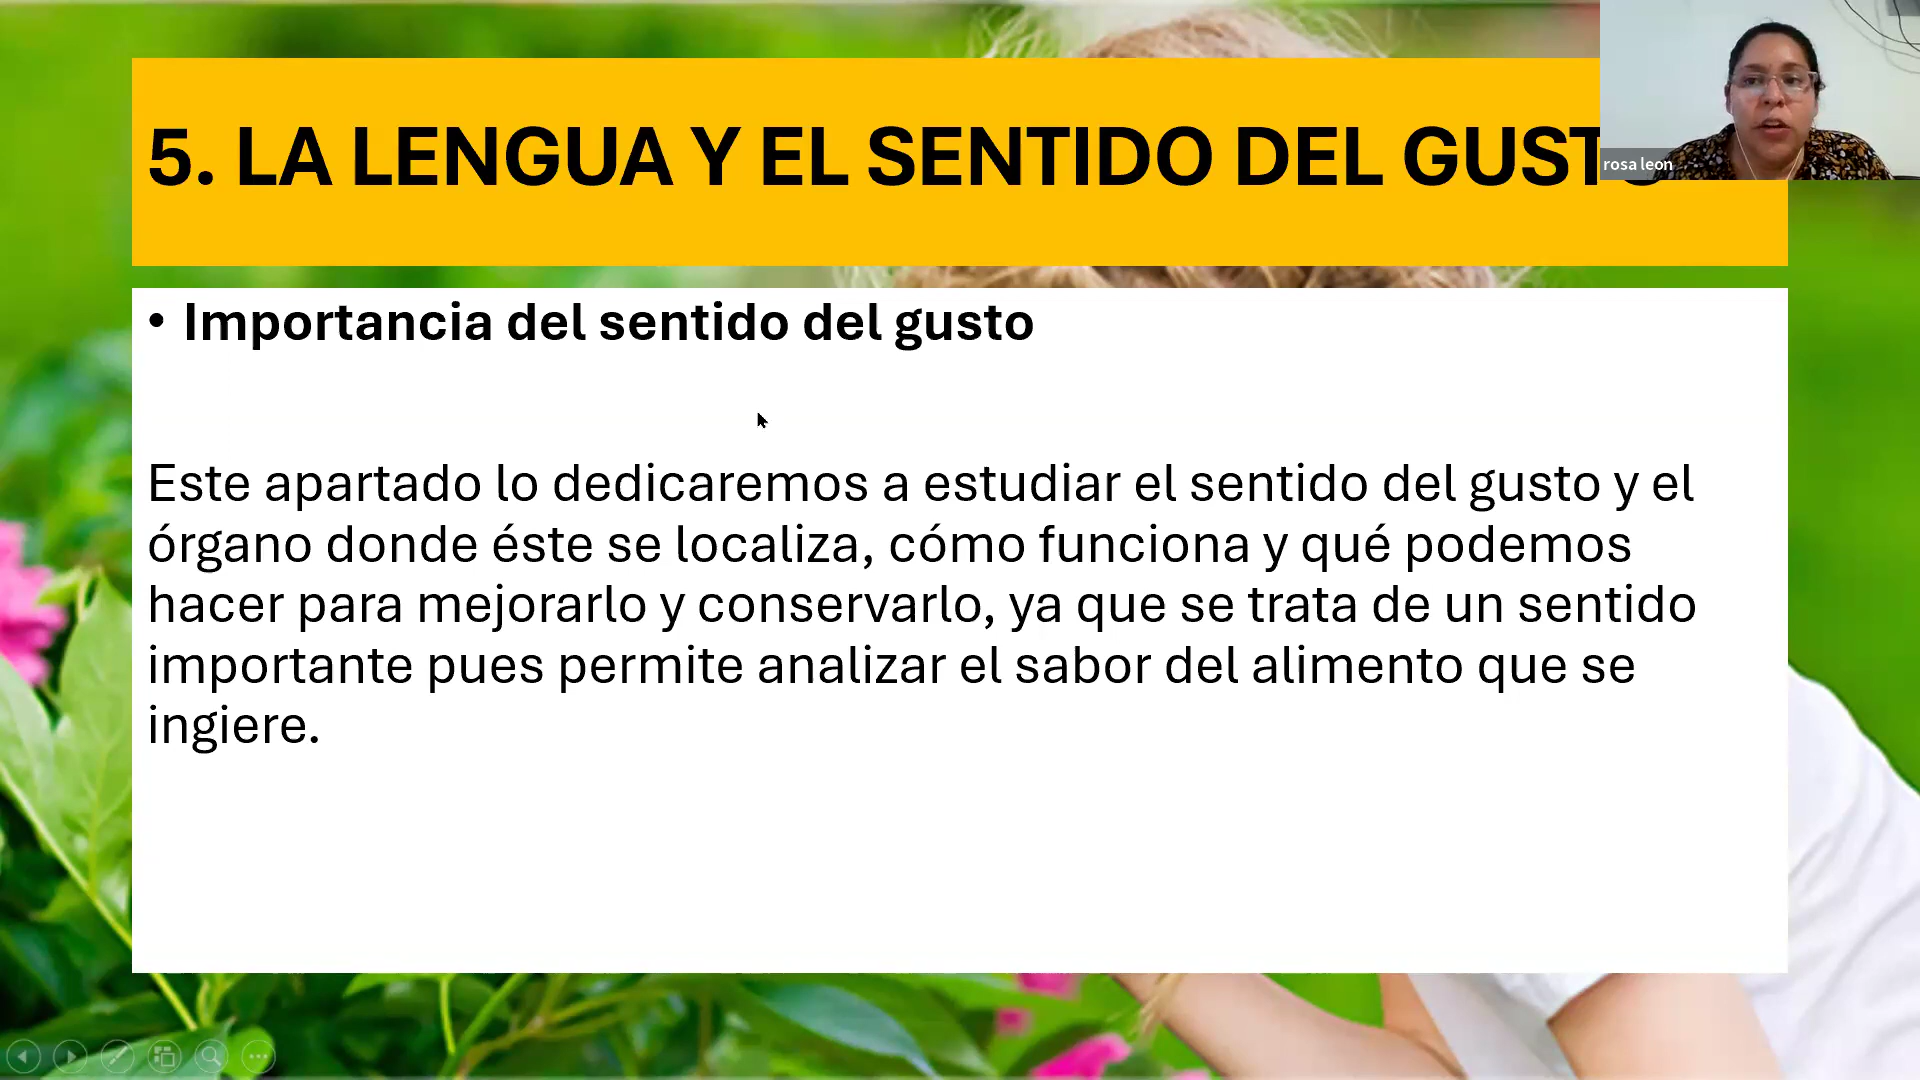 5. LA LENGUA Y EL SENTIDO DEL GUSTO
rosa leon
• Importancia del sentido del gusto
Este apartado lo dedicaremos a estudiar el sentido del gusto y el
órgano donde éste se localiza, cómo funciona y qué podemos
hacer para mejorarlo y conservarlo, ya que se trata de un sentido
importante pues permite analizar el sabor del alimento que se
ingiere.